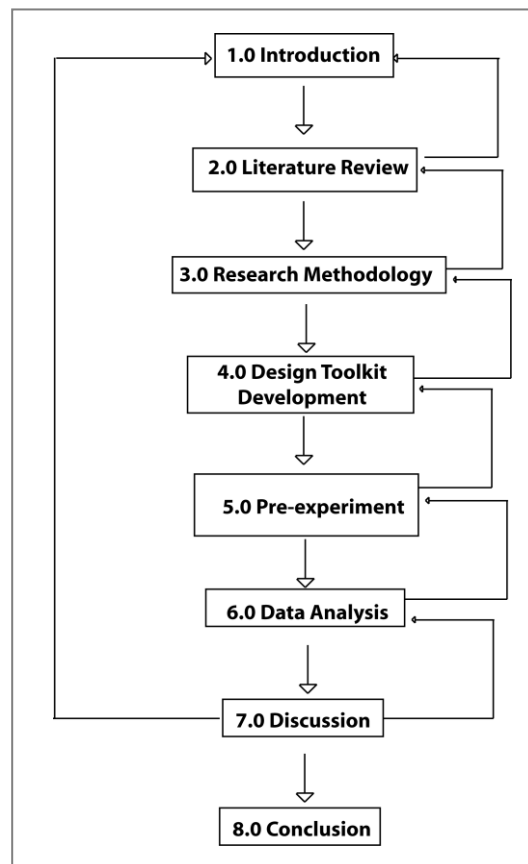 1.0 Introduction
2.0 Literature Review
3.0 Research Methodology
4.0 Design Toolkit
Development
5.0 Pre-experiment
6.0 Data Analysis
7.0 Discussion
8.0 Conclusion